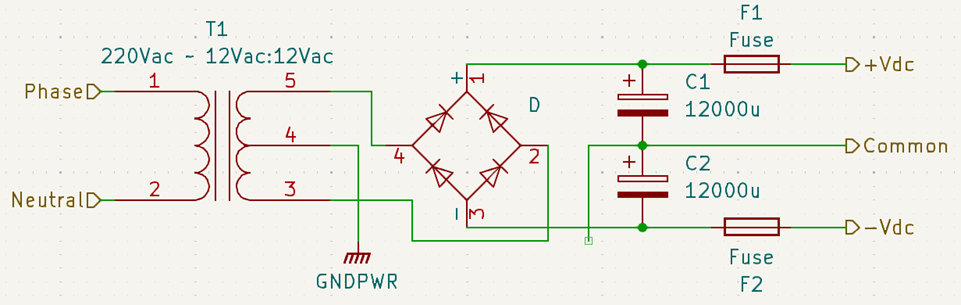 T1
220Vac ~ 12Vac:12Vac
Phase
1
5
4
Neutral
2
3
GNDPWR
+
1
D
4
2
−
3
F1
Fuse
+Vdc
+
C1
12000u
Common
+
C2
12000u
-Vdc
Fuse
F2